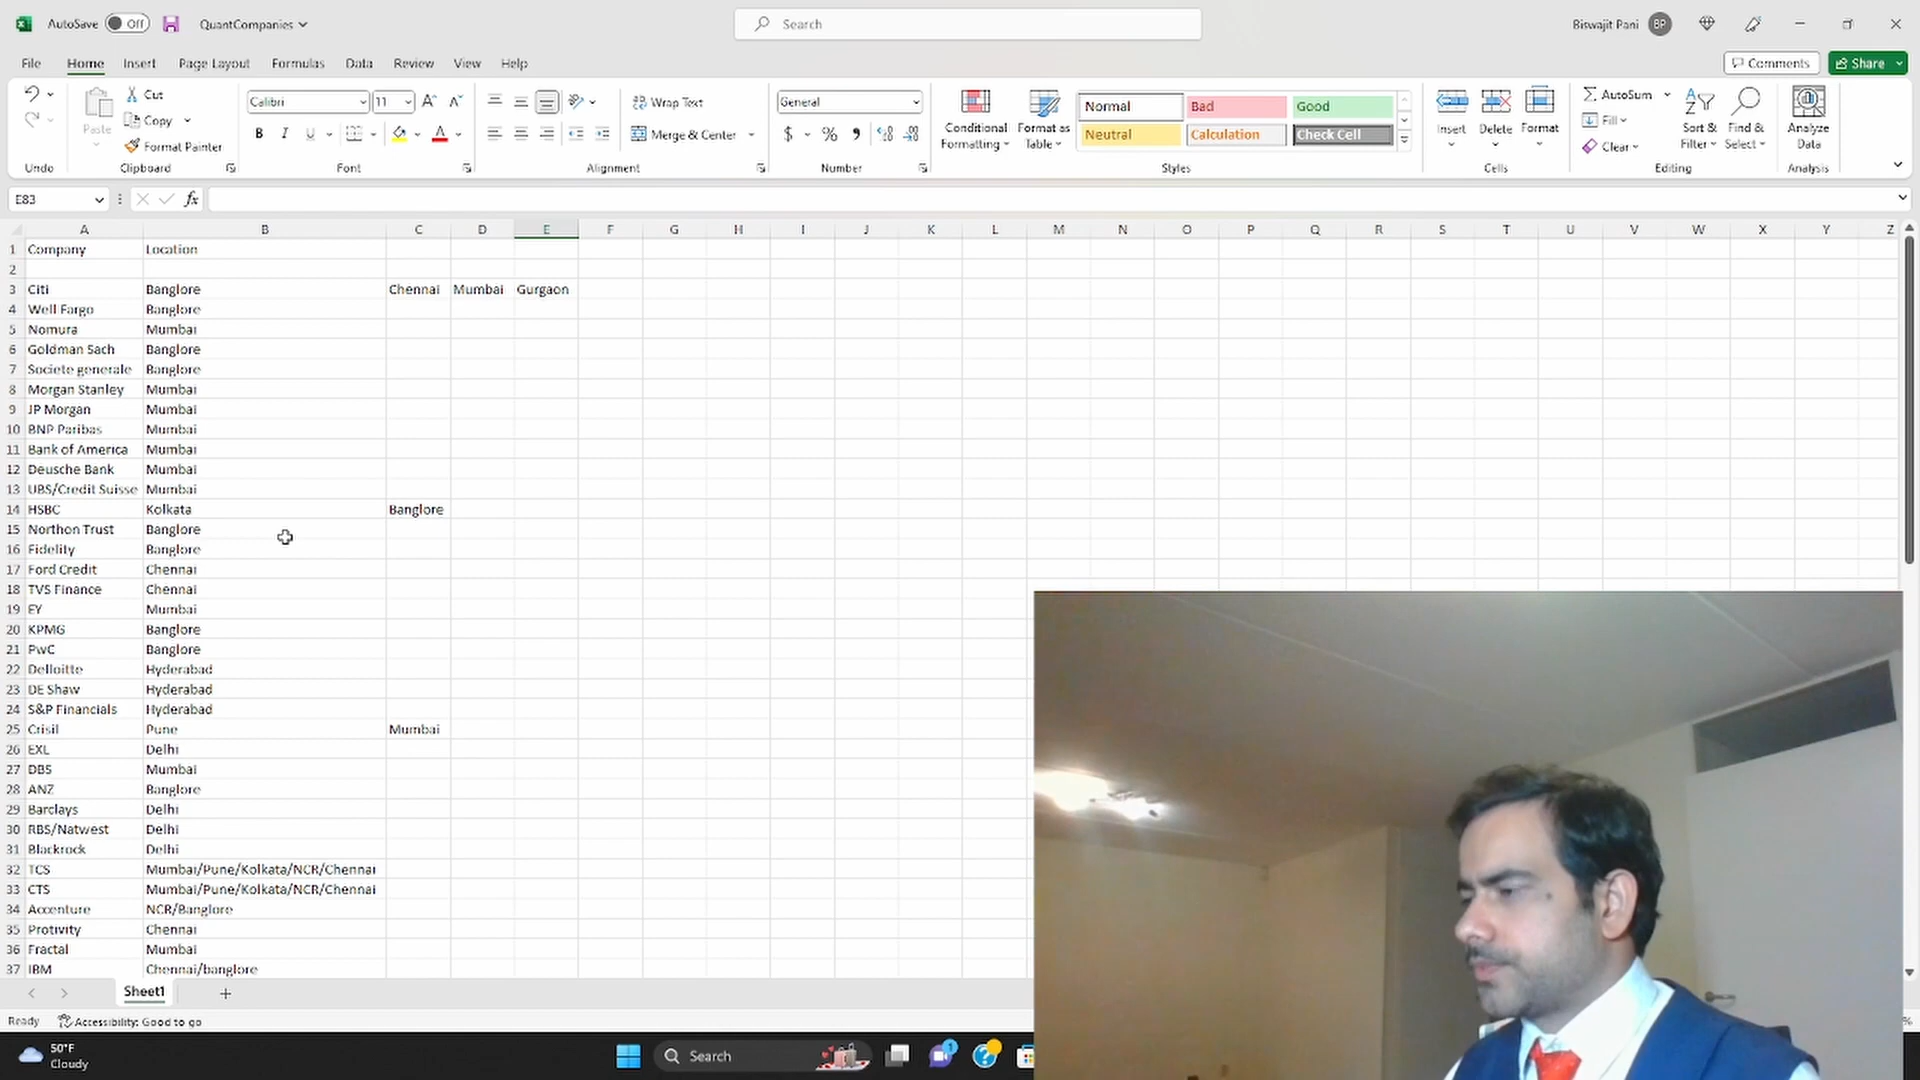 AutoSave Off QuantCompanies Search Biswajit Pani BP
File Home Insert Page Layout Formulas Data Review View Help Comments Share
Cut Calibri 11 Wrap Text General Normal Bad Good AutoSum
Paste Copy B I U Merge & Center $ % Conditional Formatting Format as Table Neutral Calculation Check Cell Insert Delete Format Fill Sort & Filter Find & Select Analyze Data
Format Painter Clear
Undo Clipboard Font Alignment Number Styles Cells Editing Analysis
E83 fx
A B C D E F G H I J K L M N O P Q R S T U V W X Y Z
1 Company Location
2
3 Citi Banglore Chennai Mumbai Gurgaon
4 Well Fargo Banglore
5 Nomura Mumbai
6 Goldman Sach Banglore
7 Societe generale Banglore
8 Morgan Stanley Mumbai
9 JP Morgan Mumbai
10 BNP Paribas Mumbai
11 Bank of America Mumbai
12 Deusche Bank Mumbai
13 UBS/Credit Suisse Mumbai
14 HSBC Kolkata Banglore
15 Northon Trust Banglore
16 Fidelity Banglore
17 Ford Credit Chennai
18 TVS Finance Chennai
19 EY Mumbai
20 KPMG Banglore
21 PwC Banglore
22 Delloitte Hyderabad
23 DE Shaw Hyderabad
24 S&P Financials Hyderabad
25 Crisil Pune Mumbai
26 EXL Delhi
27 DBS Mumbai
28 ANZ Banglore
29 Barclays Delhi
30 RBS/Natwest Delhi
31 Blackrock Delhi
32 TCS Mumbai/Pune/Kolkata/NCR/Chennai
33 CTS Mumbai/Pune/Kolkata/NCR/Chennai
34 Accenture NCR/Banglore
35 Protivity Chennai
36 Fractal Mumbai
37 IBM Chennai/banglore
Sheet1
Ready Accessibility: Good to go %
50°F
Cloudy
Search 1